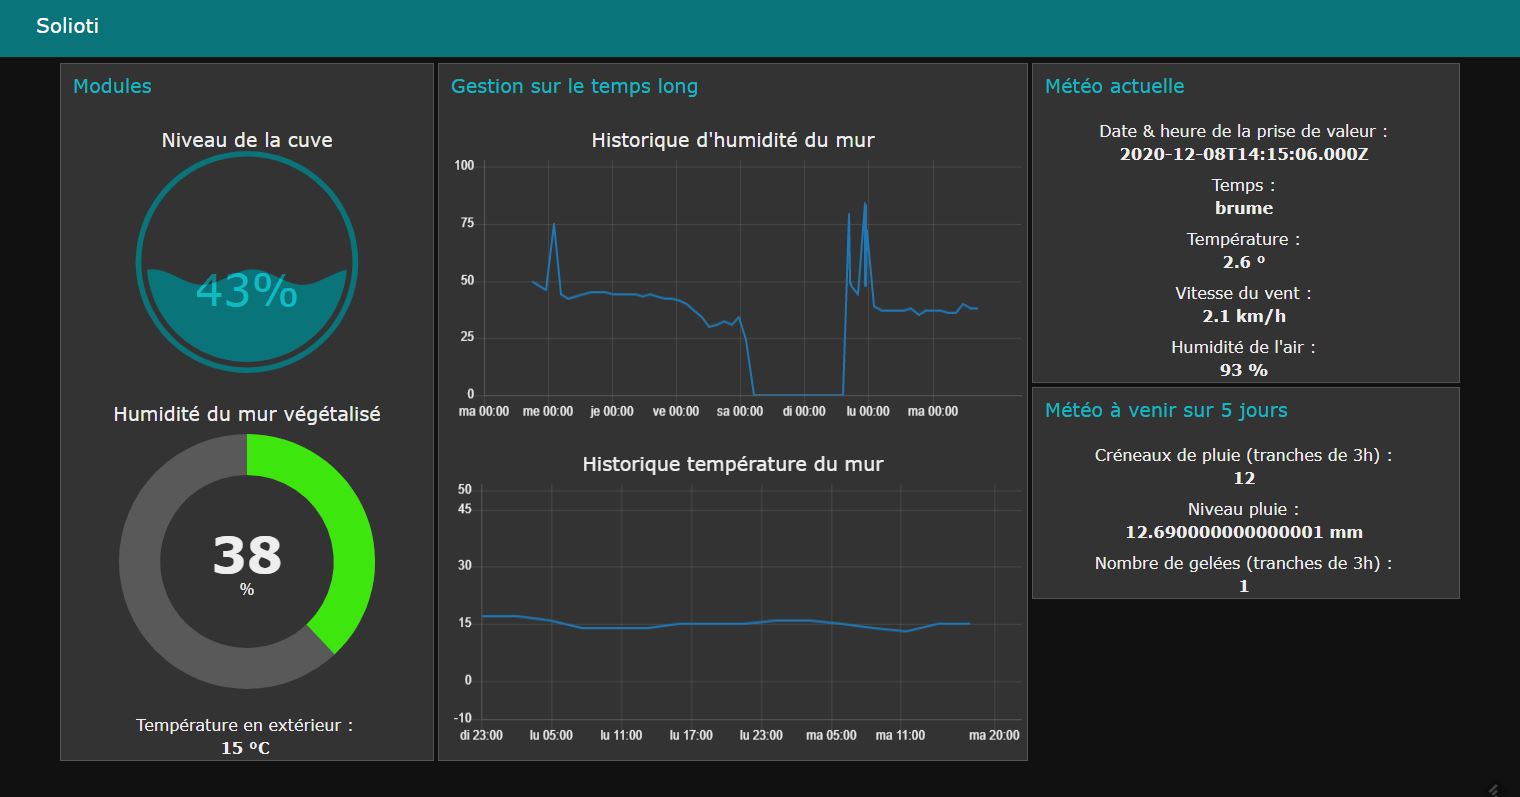 Solioti
Modules
Niveau de la cuve
43%
Humidité du mur végétalisé
38
%
Température en extérieur :
15 ºC
Gestion sur le temps long
Historique d'humidité du mur
100
75
50
25
0
ma 00:00 me 00:00 je 00:00 ve 00:00 sa 00:00 di 00:00 lu 00:00 ma 00:00
Historique température du mur
50
45
30
15
0
-10
di 23:00 lu 05:00 lu 11:00 lu 17:00 lu 23:00 ma 05:00 ma 11:00 ma 20:00
Météo actuelle
Date & heure de la prise de valeur :
2020-12-08T14:15:06.000Z
Temps :
brume
Température :
2.6 º
Vitesse du vent :
2.1 km/h
Humidité de l'air :
93 %
Météo à venir sur 5 jours
Créneaux de pluie (tranches de 3h) :
12
Niveau pluie :
12.690000000000001 mm
Nombre de gelées (tranches de 3h) :
1